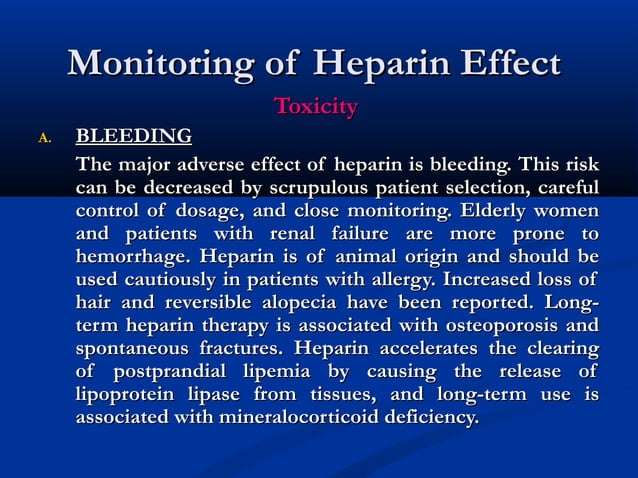 Monitoring of Heparin Effect
Toxicity
A. BLEEDING
The major adverse effect of heparin is bleeding. This risk
can be decreased by scrupulous patient selection, careful
control of dosage, and close monitoring. Elderly women
and patients with renal failure are more prone to
hemorrhage. Heparin is of animal origin and should be
used cautiously in patients with allergy. Increased loss of
hair and reversible alopecia have been reported. Long-
term heparin therapy is associated with osteoporosis and
spontaneous fractures. Heparin accelerates the clearing
of postprandial lipemia by causing the release of
lipoprotein lipase from tissues, and long-term use is
associated with mineralocorticoid deficiency.